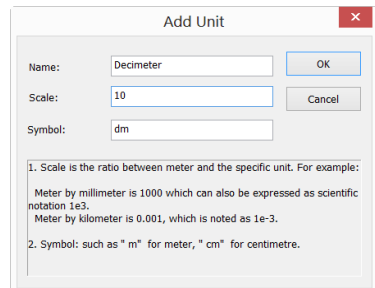 Add Unit
Name:
Decimeter
OK
Scale:
10
Cancel
Symbol:
dm
1. Scale is the ratio between meter and the specific unit. For example:
Meter by millimeter is 1000 which can also be expressed as scientific
notation 1e3.
Meter by kilometer is 0.001, which is noted as 1e-3.
2. Symbol: such as " m" for meter, " cm" for centimetre.